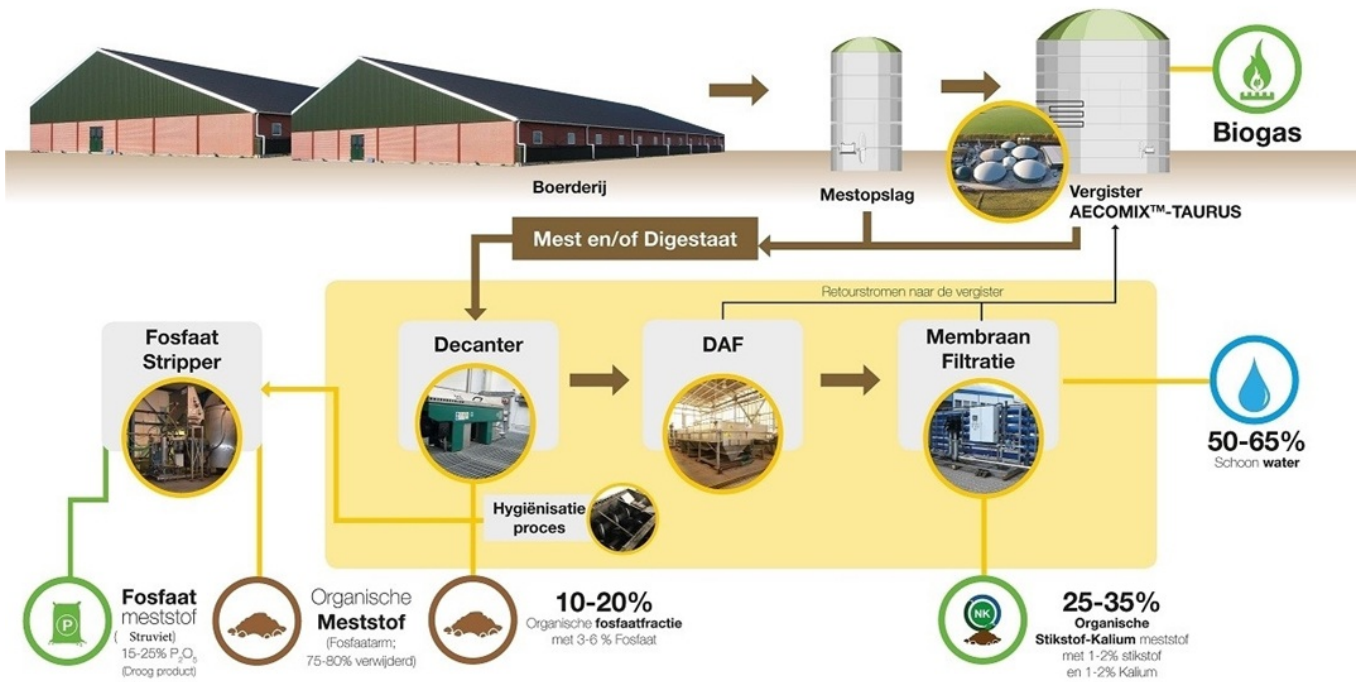 Biogas
Boerderij
Mestopslag
Vergister
AECOMIX™-TAURUS
Mest en/of Digestaat
Retourstromen naar de vergister
Fosfaat
Stripper
Decanter
DAF
Membraan
Filtratie
50-65%
Schoon water
Hygiënisatie
proces
P
Fosfaat
meststof
( Struviet)
15-25% P₂O₅
(Droog product)
Organische
Meststof
(Fosfaatarm;
75-80% verwijderd)
10-20%
Organische fosfaatfractie
met 3-6 % Fosfaat
NK
25-35%
Organische
Stikstof-Kalium meststof
met 1-2% stikstof
en 1-2% Kalium